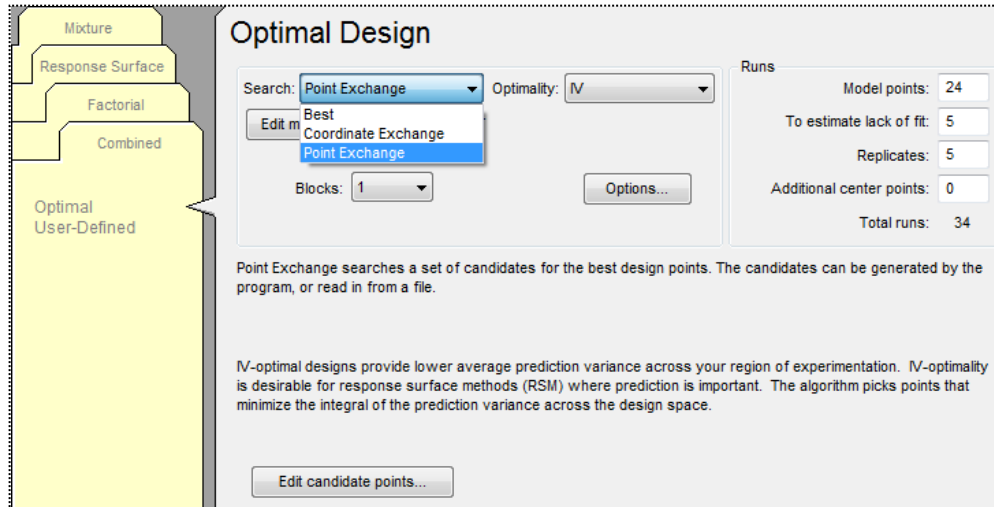 Mixture
Response Surface
Factorial
Combined
Optimal
User-Defined
Optimal Design
Search: Point Exchange Optimality: IV
Best
Coordinate Exchange
Point Exchange
Edit m
Blocks: 1
Options...
Runs
Model points: 24
To estimate lack of fit: 5
Replicates: 5
Additional center points: 0
Total runs: 34
Point Exchange searches a set of candidates for the best design points. The candidates can be generated by the
program, or read in from a file.
IV-optimal designs provide lower average prediction variance across your region of experimentation. IV-optimality
is desirable for response surface methods (RSM) where prediction is important. The algorithm picks points that
minimize the integral of the prediction variance across the design space.
Edit candidate points...